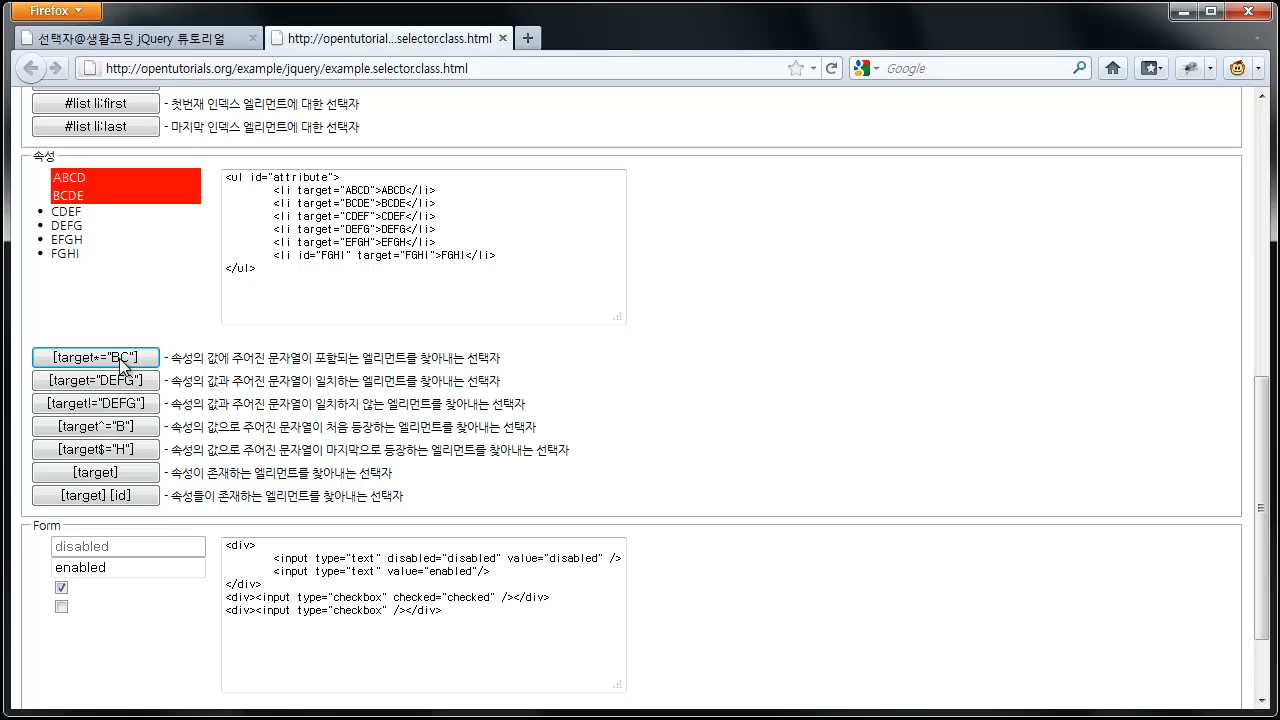 Firefox
선택자@생활코딩 jQuery 튜토리얼
http://opentutorial...selector.class.html
http://opentutorials.org/example/jquery/example.selector.class.html
Google
#list li:first - 첫번재 인덱스 엘리먼트에 대한 선택자
#list li:last - 마지막 인덱스 엘리먼트에 대한 선택자
속성
ABCD
BCDE
CDEF
DEFG
EFGH
FGHI
<ul id="attribute">
<li target="ABCD">ABCD</li>
<li target="BCDE">BCDE</li>
<li target="CDEF">CDEF</li>
<li target="DEFG">DEFG</li>
<li target="EFGH">EFGH</li>
<li id="FGHI" target="FGHI">FGHI</li>
</ul>
[target*="BC"] - 속성의 값에 주어진 문자열이 포함되는 엘리먼트를 찾아내는 선택자
[target="DEFG"] - 속성의 값과 주어진 문자열이 일치하는 엘리먼트를 찾아내는 선택자
[target!="DEFG"] - 속성의 값과 주어진 문자열이 일치하지 않는 엘리먼트를 찾아내는 선택자
[target^="B"] - 속성의 값으로 주어진 문자열이 처음 등장하는 엘리먼트를 찾아내는 선택자
[target$="H"] - 속성의 값으로 주어진 문자열이 마지막으로 등장하는 엘리먼트를 찾아내는 선택자
[target] - 속성이 존재하는 엘리먼트를 찾아내는 선택자
[target] [id] - 속성들이 존재하는 엘리먼트를 찾아내는 선택자
Form
disabled
enabled
<div>
<input type="text" disabled="disabled" value="disabled" />
<input type="text" value="enabled"/>
</div>
<div><input type="checkbox" checked="checked" /></div>
<div><input type="checkbox" /></div>